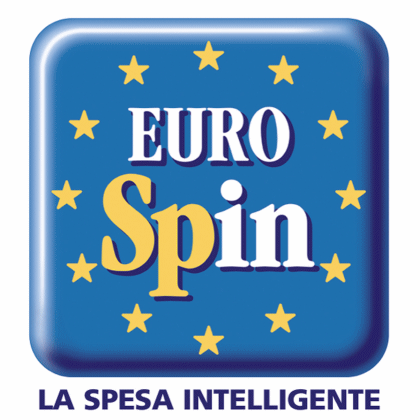 EURO
Spin
LA SPESA INTELLIGENTE